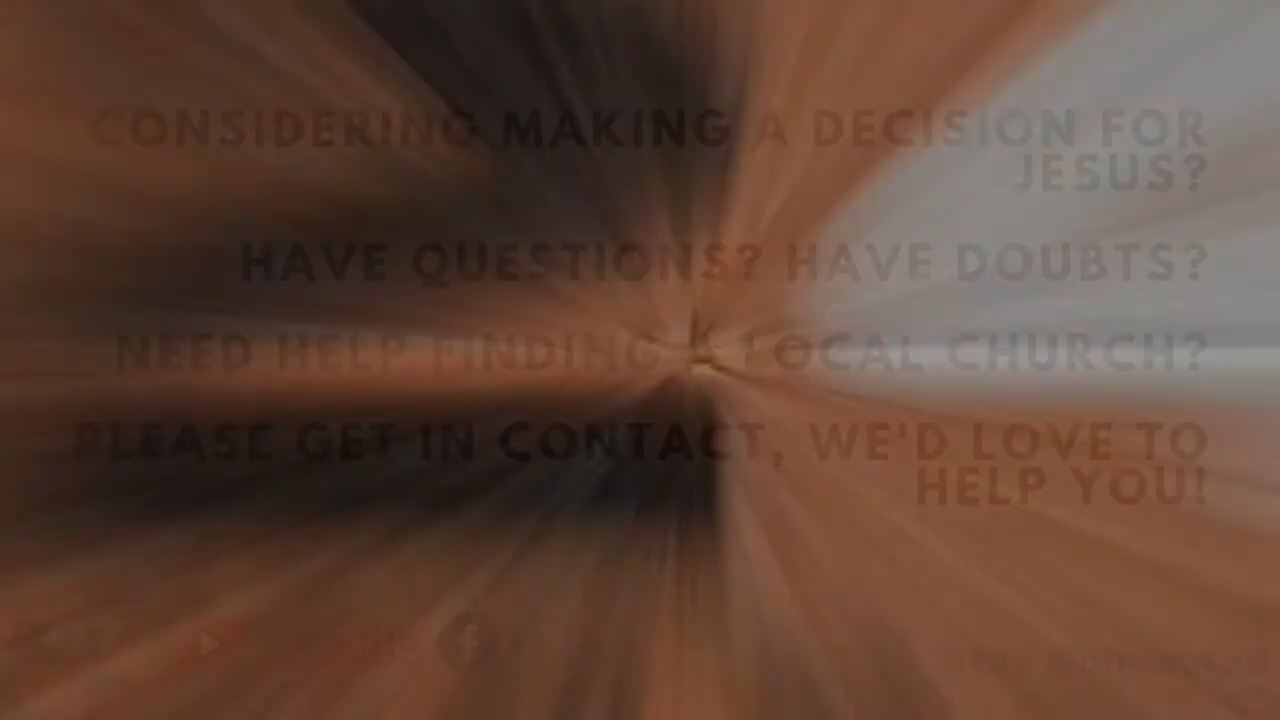 CONSIDERING MAKING A DECISION FOR
JESUS?
HAVE QUESTIONS? HAVE DOUBTS?
NEED HELP FINDING LOCAL CHURCH?
PLEASE GET IN CONTACT, WE'D LOVE TO
HELP YOU!